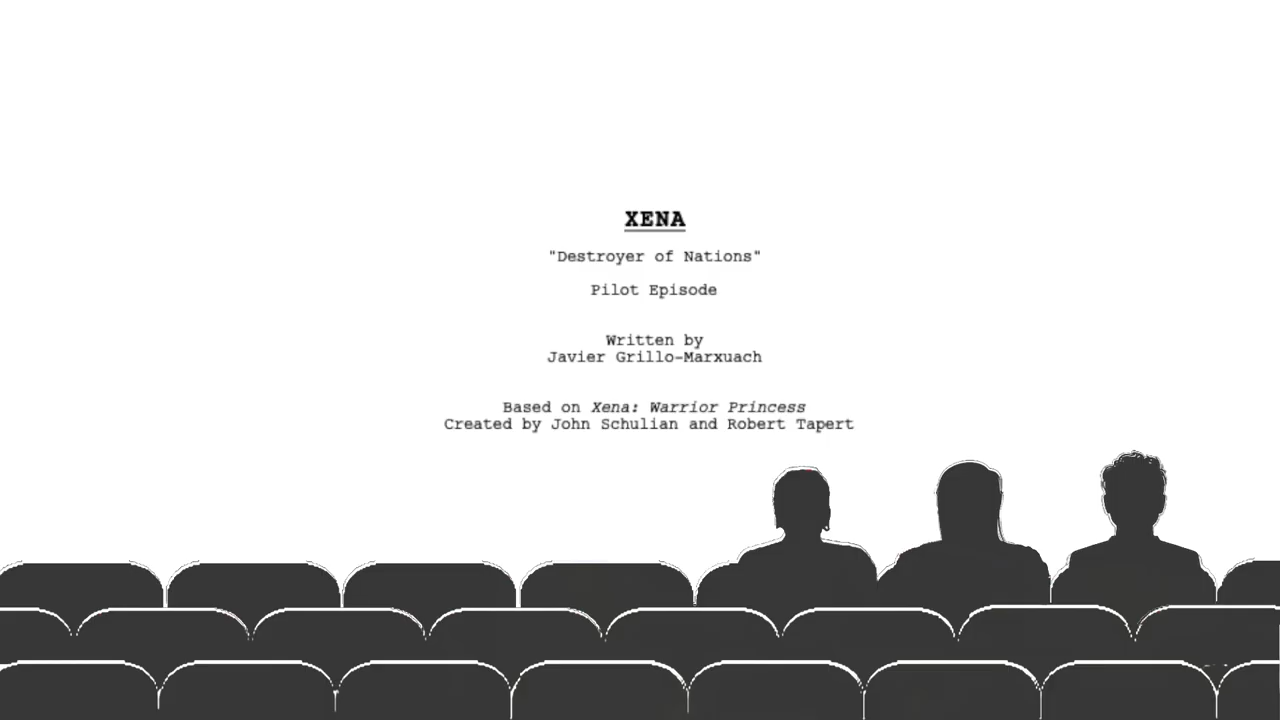 XENA
"Destroyer of Nations"
Pilot Episode
Written by
Javier Grillo-Marxuach
Based on Xena: Warrior Princess
Created by John Schulian and Robert Tapert